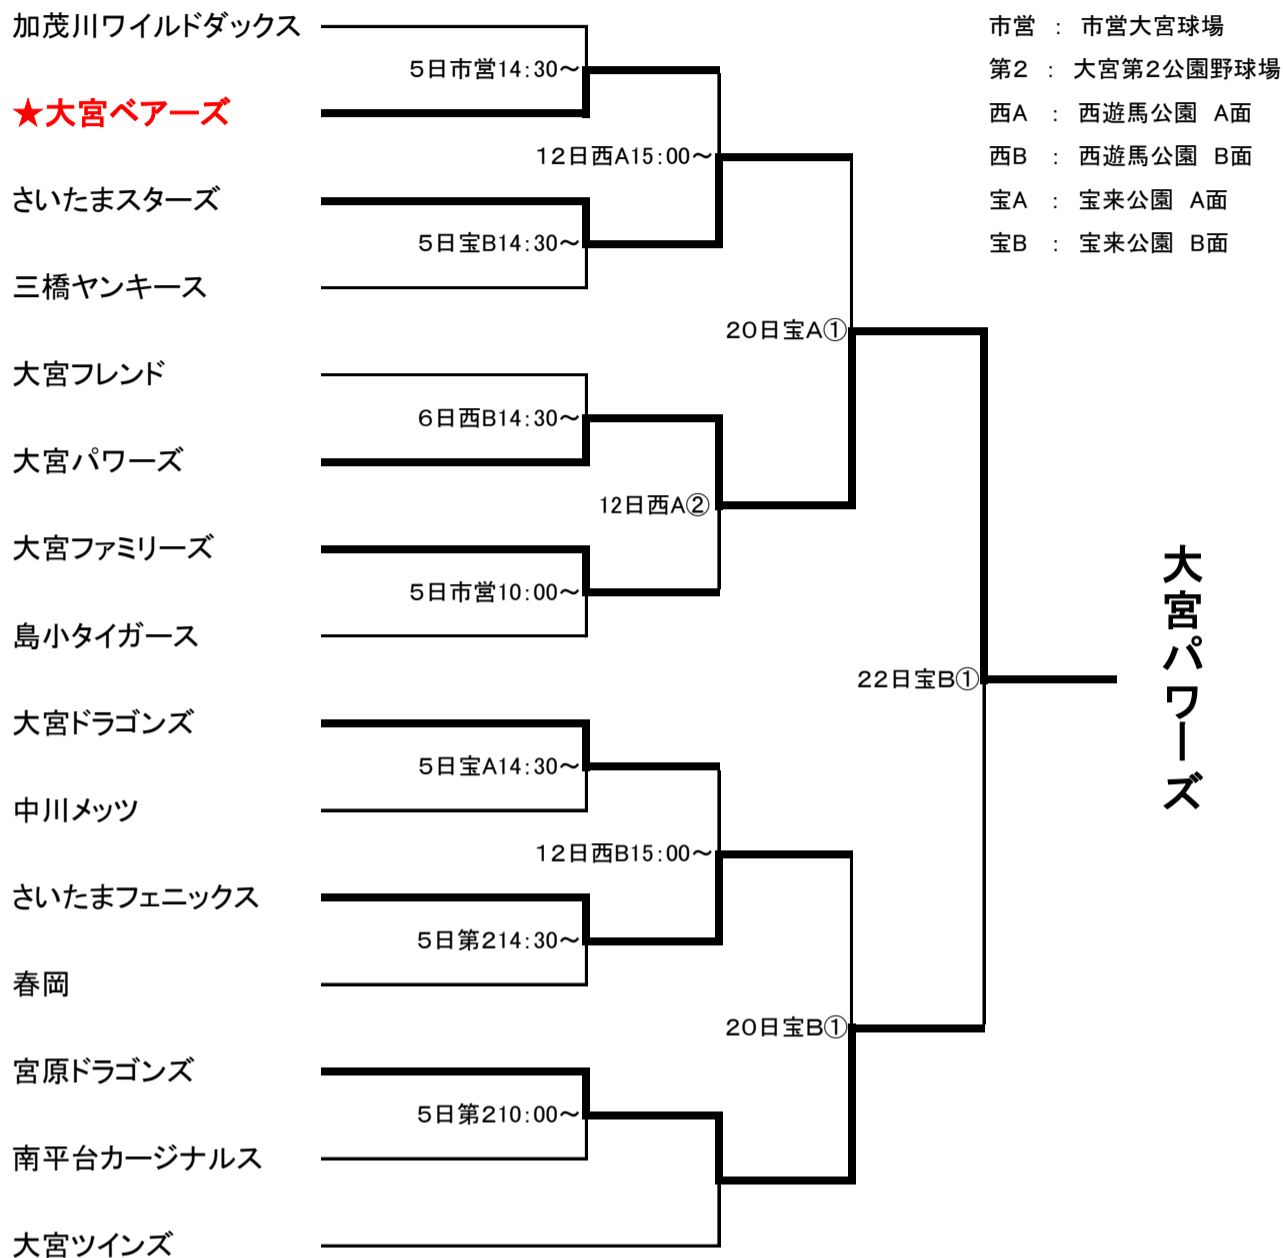 加茂川ワイルドダックス
市営 : 市営大宮球場
5日市営14:30～
第2 : 大宮第2公園野球場
★大宮ベアーズ
西A : 西遊馬公園 A面
12日西A15:00～
西B : 西遊馬公園 B面
さいたまスターズ
宝A : 宝来公園 A面
5日宝B14:30～
宝B : 宝来公園 B面
三橋ヤンキース
20日宝A①
大宮フレンド
6日西B14:30～
大宮パワーズ
12日西A②
大宮ファミリーズ
5日市営10:00～
島小タイガース
22日宝B①
大宮パワーズ
大宮ドラゴンズ
5日宝A14:30～
中川メッツ
12日西B15:00～
さいたまフェニックス
5日第214:30～
春岡
20日宝B①
宮原ドラゴンズ
5日第210:00～
南平台カージナルス
大宮ツインズ